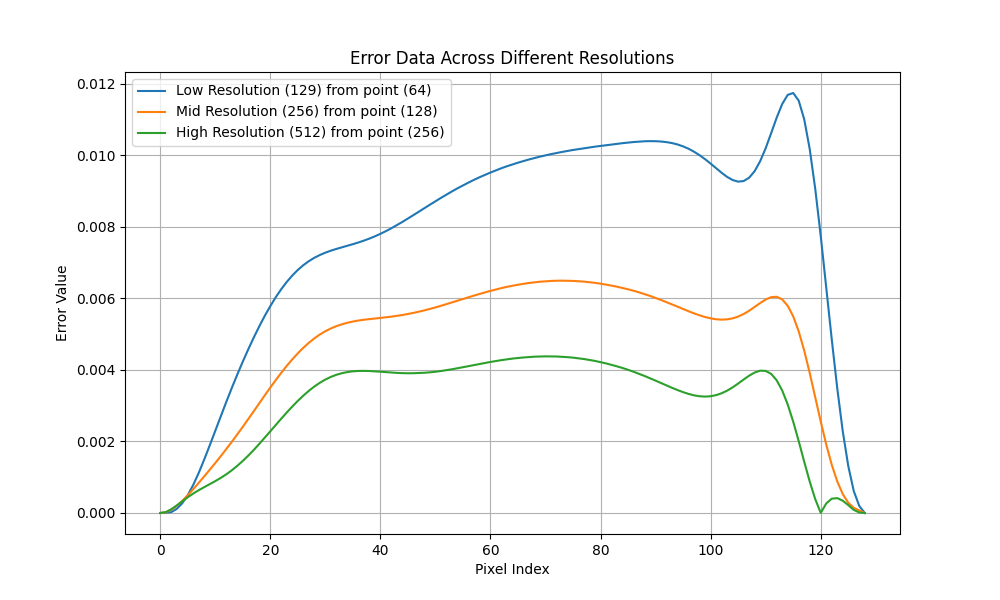 Error Data Across Different Resolutions
Low Resolution (129) from point (64)
Mid Resolution (256) from point (128)
High Resolution (512) from point (256)
Error Value
0.012
0.010
0.008
0.006
0.004
0.002
0.000
0 20 40 60 80 100 120
Pixel Index